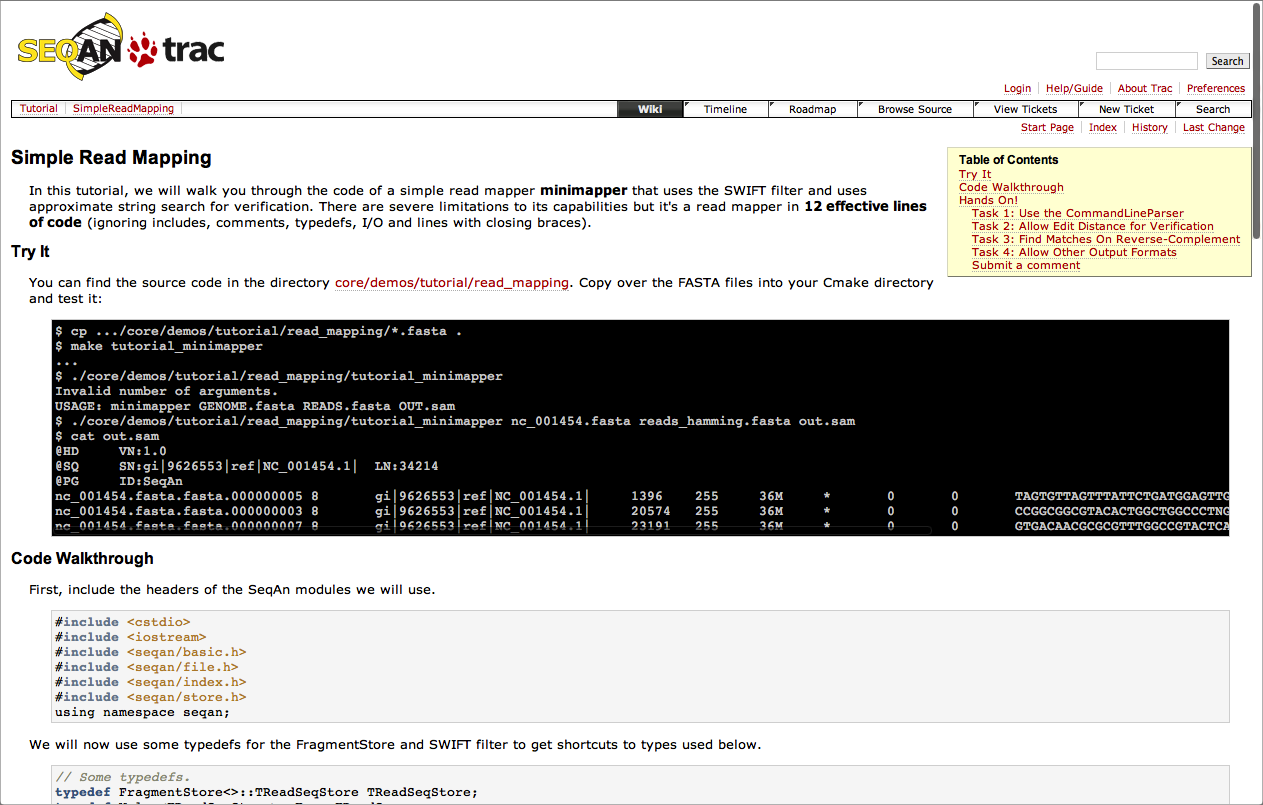 SEQAN trac
Search
Login Help/Guide About Trac Preferences
Tutorial SimpleReadMapping Wiki Timeline Roadmap Browse Source View Tickets New Ticket Search
Start Page Index History Last Change
Simple Read Mapping
In this tutorial, we will walk you through the code of a simple read mapper minimapper that uses the SWIFT filter and uses
approximate string search for verification. There are severe limitations to its capabilities but it's a read mapper in 12 effective lines
of code (ignoring includes, comments, typedefs, I/O and lines with closing braces).
Table of Contents
Try It
Code Walkthrough
Hands On!
Task 1: Use the CommandLineParser
Task 2: Allow Edit Distance for Verification
Task 3: Find Matches On Reverse-Complement
Task 4: Allow Other Output Formats
Submit a comment
Try It
You can find the source code in the directory core/demos/tutorial/read_mapping. Copy over the FASTA files into your Cmake directory
and test it:
$ cp .../core/demos/tutorial/read_mapping/*.fasta .
$ make tutorial_minimapper
...
$ ./core/demos/tutorial/read_mapping/tutorial_minimapper
Invalid number of arguments.
USAGE: minimapper GENOME.fasta READS.fasta OUT.sam
$ ./core/demos/tutorial/read_mapping/tutorial_minimapper nc_001454.fasta reads_hamming.fasta out.sam
$ cat out.sam
@HD VN:1.0
@SQ SN:gi|9626553|ref|NC_001454.1| LN:34214
@PG ID:SeqAn
nc_001454.fasta.fasta.000000005 8 gi|9626553|ref|NC_001454.1| 1396 255 36M * 0 0 TAGTGTTAGTTTATTCTGATGGAGTTG
nc_001454.fasta.fasta.000000003 8 gi|9626553|ref|NC_001454.1| 20574 255 36M * 0 0 CCGGCGGCGTACACTGGCTGGCCCTNG
nc_001454.fasta.fasta.000000007 8 gi|9626553|ref|NC_001454.1| 23191 255 36M * 0 0 GTGACAACGCGCGTTTGGCCGTACTCA
Code Walkthrough
First, include the headers of the SeqAn modules we will use.
#include <cstdio>
#include <iostream>
#include <seqan/basic.h>
#include <seqan/file.h>
#include <seqan/index.h>
#include <seqan/store.h>
using namespace seqan;
We will now use some typedefs for the FragmentStore and SWIFT filter to get shortcuts to types used below.
// Some typedefs.
typedef FragmentStore<>::TReadSeqStore TReadSeqStore;